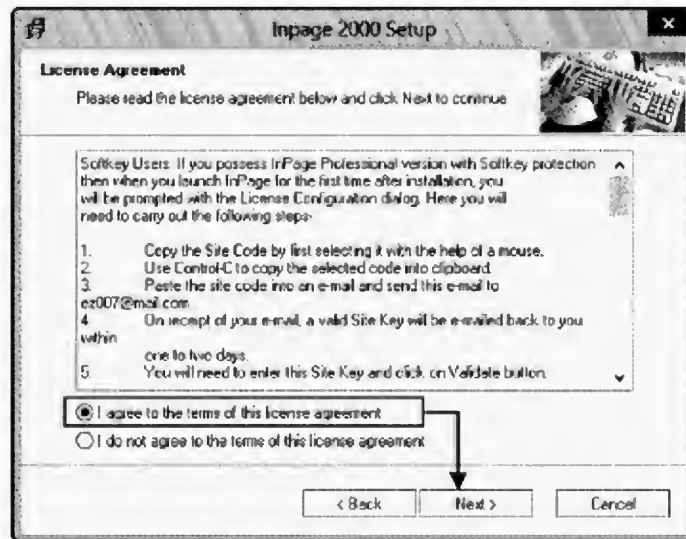 Inpage 2000 Setup
License Agreement
Please read the license agreement below and click Next to continue
Softkey Users: If you possess InPage Professional version with Softkey protection
then when you launch InPage for the first time after installation, you
will be prompted with the License Configuration dialog. Here you will
need to carry out the following steps-
1. Copy the Site Code by first selecting it with the help of a mouse.
2. Use Control-C to copy the selected code into clipboard.
3. Paste the site code into an e-mail and send this e-mail to
ez007@mail.com
4. On receipt of your e-mail, a valid Site Key will be e-mailed back to you
within
one to two days.
5. You will need to enter this Site Key and click on Validate button.
I agree to the terms of this license agreement
I do not agree to the terms of this license agreement
< Back Next > Cancel